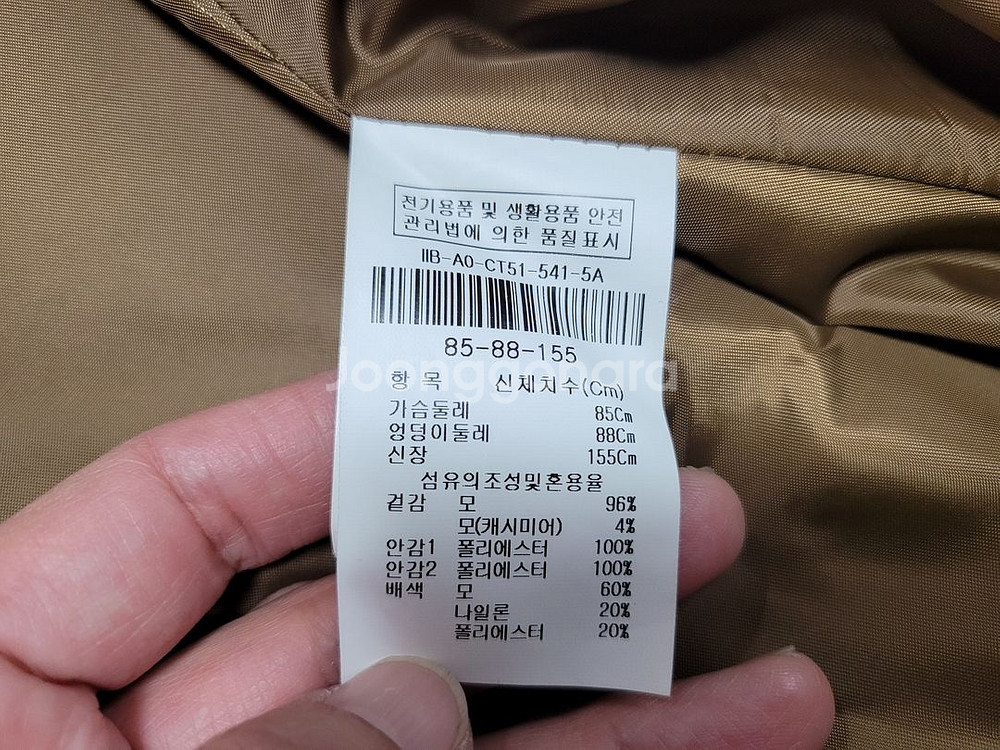 전기용품 및 생활용품 안전
관리법에 의한 품질표시
IIB-A0-CT51-541-5A
85-88-155
Joonggonara
항 목 신체치수(Cm)
가슴둘레 85Cm
엉덩이둘레 88Cm
신장 155Cm
섬유의조성및혼용율
겉감 모 96%
모(캐시미어) 4%
안감1 폴리에스터 100%
안감2 폴리에스터 100%
배색 모 60%
나일론 20%
폴리에스터 20%